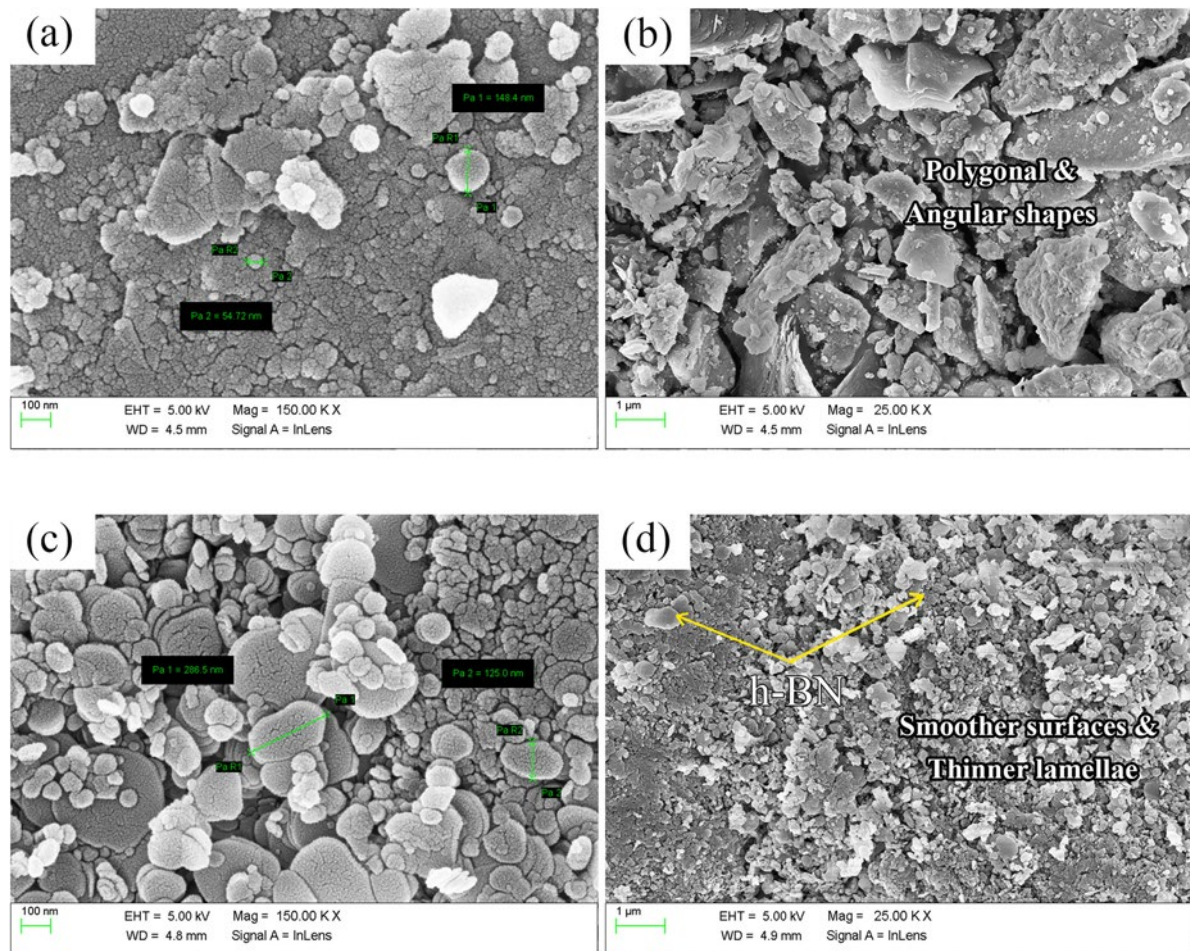 (a)
Pa 1 = 148.4 nm
Pa R1
Pa 1
Pa R2
Pa 2
Pa 2 = 54.72 nm
100 nm
EHT = 5.00 kV Mag = 150.00 K X
WD = 4.5 mm Signal A = InLens
(b)
Polygonal &
Angular shapes
1 µm
EHT = 5.00 kV Mag = 25.00 K X
WD = 4.5 mm Signal A = InLens
(c)
Pa 1 = 286.5 nm
Pa 2 = 125.0 nm
Pa 1
Pa R1
Pa R2
Pa 2
100 nm
EHT = 5.00 kV Mag = 150.00 K X
WD = 4.8 mm Signal A = InLens
(d)
h-BN
Smoother surfaces &
Thinner lamellae
1 µm
EHT = 5.00 kV Mag = 25.00 K X
WD = 4.9 mm Signal A = InLens